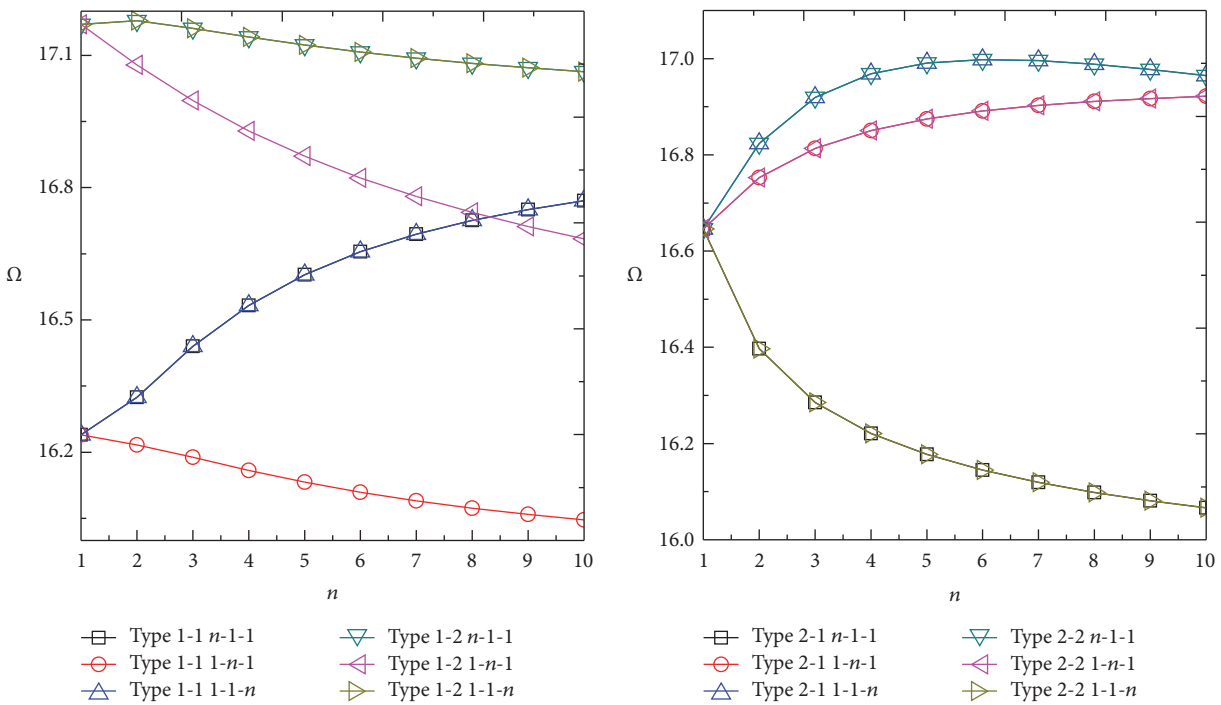 17.1
16.8
Ω
16.5
16.2
1 2 3 4 5 6 7 8 9 10
n
Type 1-1 n-1-1
Type 1-1 1-n-1
Type 1-1 1-1-n
Type 1-2 n-1-1
Type 1-2 1-n-1
Type 1-2 1-1-n
17.0
16.8
16.6
Ω
16.4
16.2
16.0
1 2 3 4 5 6 7 8 9 10
n
Type 2-1 n-1-1
Type 2-1 1-n-1
Type 2-1 1-1-n
Type 2-2 n-1-1
Type 2-2 1-n-1
Type 2-2 1-1-n